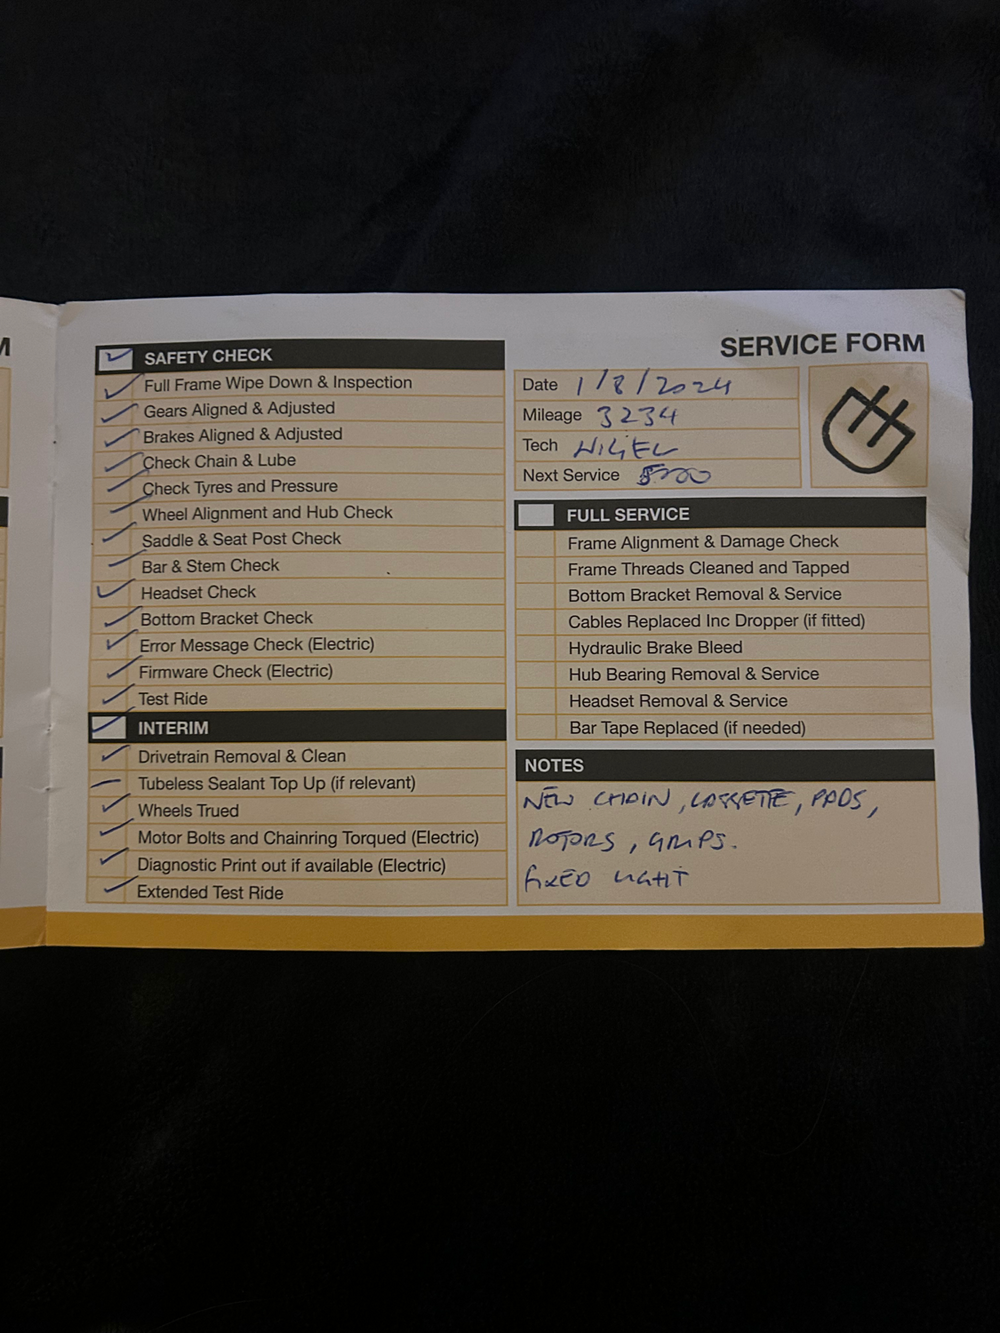 M
SERVICE FORM
SAFETY CHECK
Full Frame Wipe Down & Inspection
Gears Aligned & Adjusted
Brakes Aligned & Adjusted
Check Chain & Lube
Check Tyres and Pressure
Wheel Alignment and Hub Check
Saddle & Seat Post Check
Bar & Stem Check
Headset Check
Bottom Bracket Check
Error Message Check (Electric)
Firmware Check (Electric)
Test Ride
INTERIM
Drivetrain Removal & Clean
Tubeless Sealant Top Up (if relevant)
Wheels Trued
Motor Bolts and Chainring Torqued (Electric)
Diagnostic Print out if available (Electric)
Extended Test Ride
Date 1/8/2024
Mileage 3234
Tech NIGEL
Next Service
FULL SERVICE
Frame Alignment & Damage Check
Frame Threads Cleaned and Tapped
Bottom Bracket Removal & Service
Cables Replaced Inc Dropper (if fitted)
Hydraulic Brake Bleed
Hub Bearing Removal & Service
Headset Removal & Service
Bar Tape Replaced (if needed)
NOTES
NEW CHAIN, CASSETTE, PADS,
ROTORS, GRIPS.
FIXED LIGHT